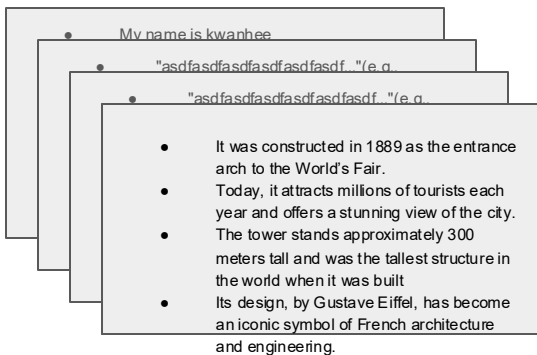 ● My name is kwanhee
● "asdfasdfasdfasdfasdfasdf..."(e.g.,
● "asdfasdfasdfasdfasdfasdf..."(e.g.,
● It was constructed in 1889 as the entrance
arch to the World's Fair.
● Today, it attracts millions of tourists each
year and offers a stunning view of the city.
● The tower stands approximately 300
meters tall and was the tallest structure in
the world when it was built
● Its design, by Gustave Eiffel, has become
an iconic symbol of French architecture
and engineering.